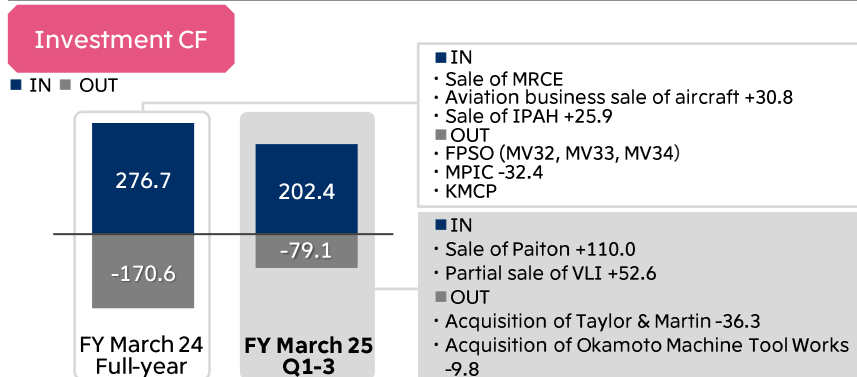 Investment CF
■ IN ■ OUT
276.7
-170.6
FY March 24
Full-year
202.4
-79.1
FY March 25
Q1-3
■IN
・Sale of MRCE
・Aviation business sale of aircraft +30.8
・Sale of IPAH +25.9
■OUT
・FPSO (MV32, MV33, MV34)
・MPIC -32.4
・KMCP
■IN
・Sale of Paiton +110.0
・Partial sale of VLI +52.6
■OUT
・Acquisition of Taylor & Martin -36.3
・Acquisition of Okamoto Machine Tool Works
-9.8